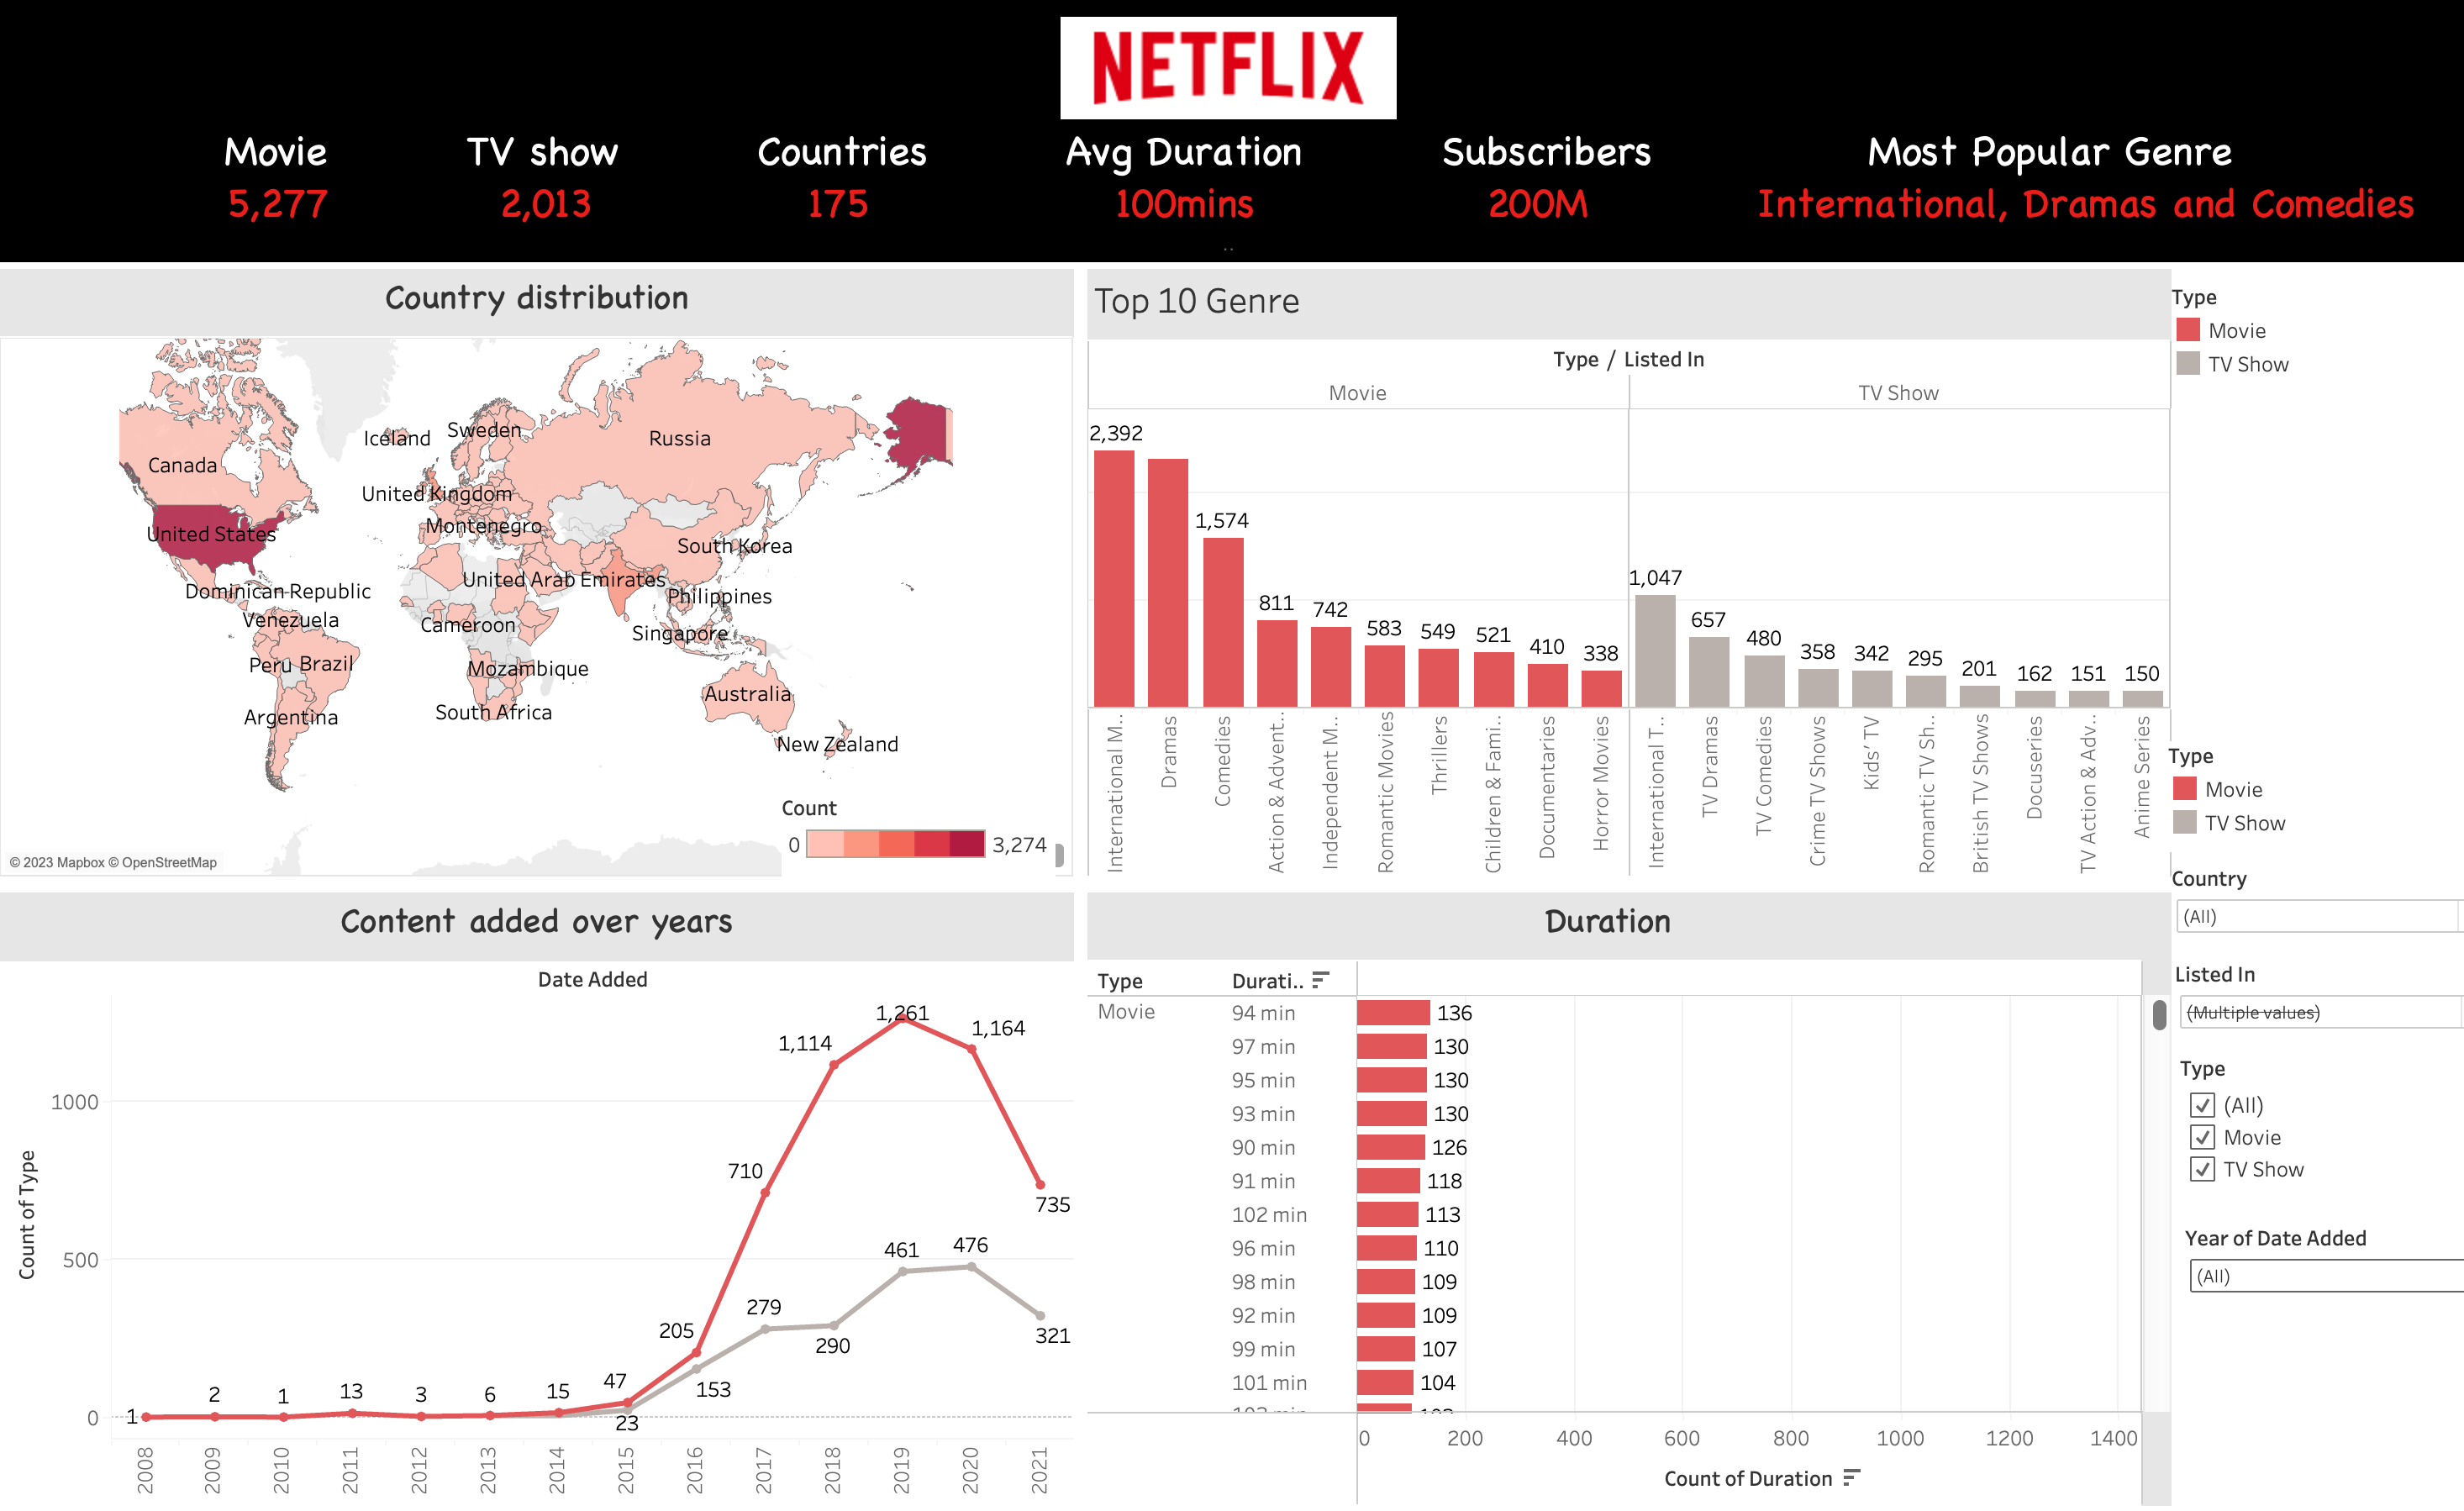 NETFLIX
Movie
5,277
TV show
2,013
Countries
175
Avg Duration
100mins
Subscribers
200M
Most Popular Genre
International, Dramas and Comedies
Country distribution
Iceland
Sweden
Russia
Canada
United Kingdom
Montenegro
United States
South Korea
United Arab Emirates
Dominican Republic
Philippines
Venezuela
Cameroon
Singapore
Peru
Brazil
Mozambique
Australia
Argentina
South Africa
New Zealand
Count
0
3,274
© 2023 Mapbox © OpenStreetMap
Top 10 Genre
Type / Listed In
Movie
TV Show
2,392
1,574
811
742
583
549
521
410
338
1,047
657
480
358
342
295
201
162
151
150
International M..
Dramas
Comedies
Action & Advent..
Independent M..
Romantic Movies
Thrillers
Children & Fami..
Documentaries
Horror Movies
International T..
TV Dramas
TV Comedies
Crime TV Shows
Kids' TV
Romantic TV Sh..
British TV Shows
Docuseries
TV Action & Adv..
Anime Series
Type
Movie
TV Show
Type
Movie
TV Show
Country
(All)
Listed In
(Multiple values)
Type
(All)
Movie
TV Show
Year of Date Added
(All)
Content added over years
Date Added
Count of Type
1000
500
0
1
2
1
13
3
6
15
47
23
205
153
710
279
1,114
290
1,261
461
1,164
476
735
321
2008
2009
2010
2011
2012
2013
2014
2015
2016
2017
2018
2019
2020
2021
Duration
Type
Durati..
Movie
94 min 136
97 min 130
95 min 130
93 min 130
90 min 126
91 min 118
102 min 113
96 min 110
98 min 109
92 min 109
99 min 107
101 min 104
0
200
400
600
800
1000
1200
1400
Count of Duration